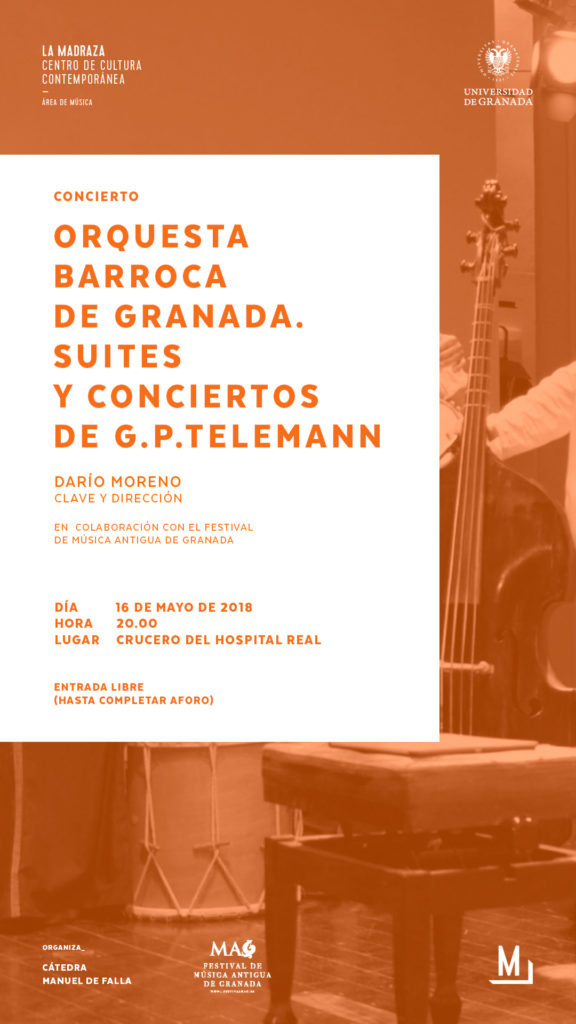 LA MADRAZA
CENTRO DE CULTURA
CONTEMPORÁNEA
–
ÁREA DE MÚSICA
UNIVERSIDAD
DE GRANADA
CONCIERTO
ORQUESTA
BARROCA
DE GRANADA.
SUITES
Y CONCIERTOS
DE G.P.TELEMANN
DARÍO MORENO
CLAVE Y DIRECCIÓN
EN COLABORACIÓN CON EL FESTIVAL
DE MÚSICA ANTIGUA DE GRANADA
DÍA 16 DE MAYO DE 2018
HORA 20.00
LUGAR CRUCERO DEL HOSPITAL REAL
ENTRADA LIBRE
(HASTA COMPLETAR AFORO)
ORGANIZA_
CÁTEDRA
MANUEL DE FALLA
MAG
FESTIVAL DE
MÚSICA ANTIGUA
DE GRANADA
M